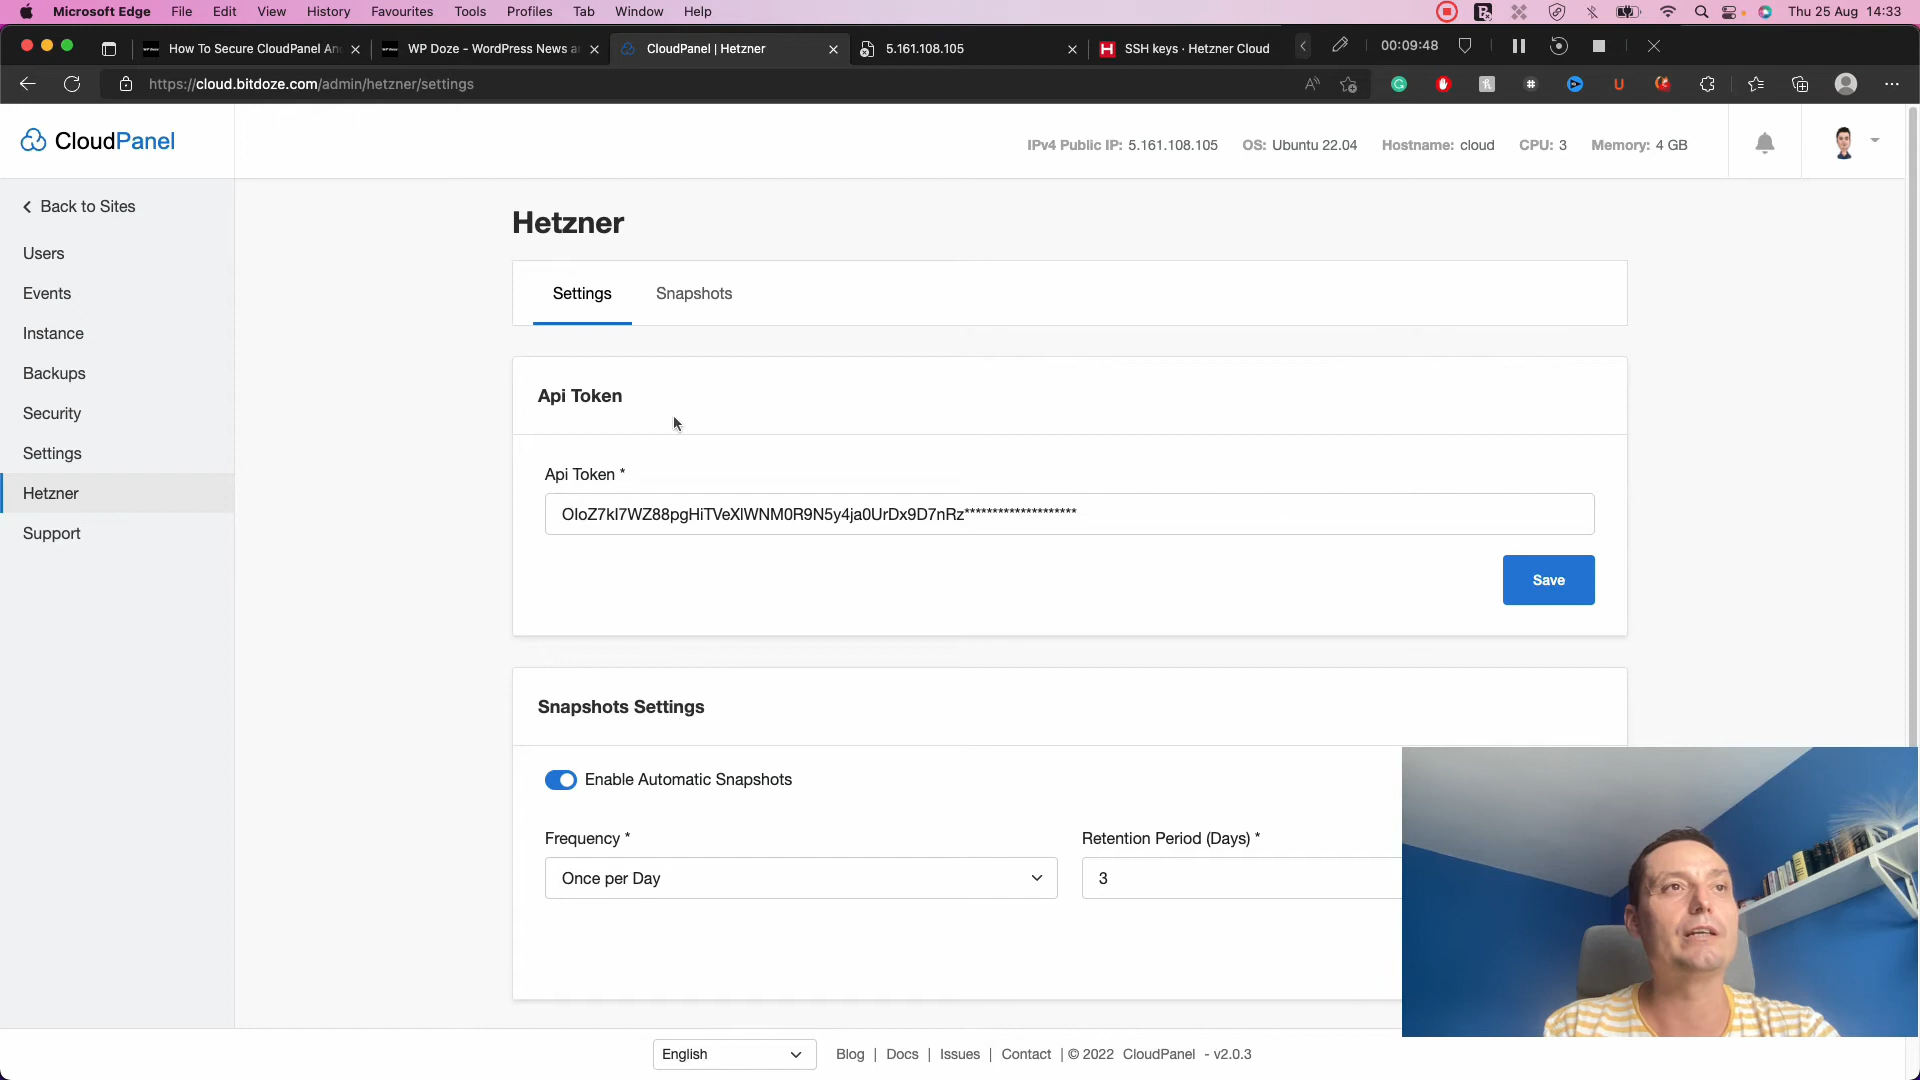 Microsoft Edge File Edit View History Favourites Tools Profiles Tab Window Help Thu 25 Aug 14:33
How To Secure CloudPanel An WP Doze - WordPress News a CloudPanel | Hetzner 5.161.108.105 SSH keys · Hetzner Cloud 00:09:48
https://cloud.bitdoze.com/admin/hetzner/settings
CloudPanel
IPv4 Public IP: 5.161.108.105 OS: Ubuntu 22.04 Hostname: cloud CPU: 3 Memory: 4 GB
Back to Sites
Users
Events
Instance
Backups
Security
Settings
Hetzner
Support
Hetzner
Settings Snapshots
Api Token
Api Token *
OIoZ7kI7WZ88pgHiTVeXlWNM0R9N5y4ja0UrDx9D7nRz********************
Save
Snapshots Settings
Enable Automatic Snapshots
Frequency * Retention Period (Days) *
Once per Day 3
English Blog | Docs | Issues | Contact | © 2022 CloudPanel - v2.0.3